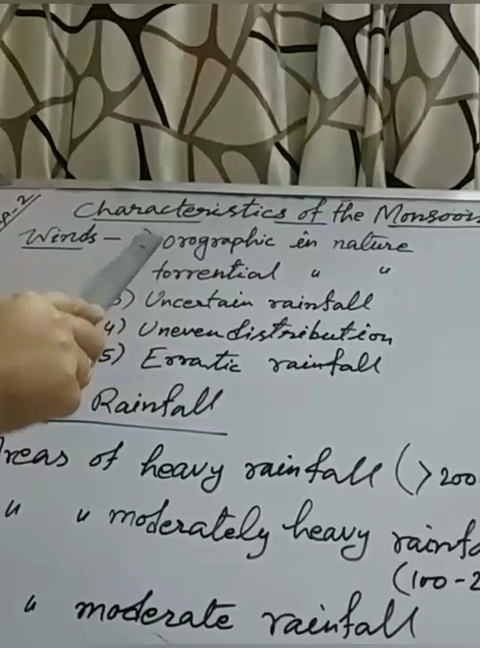 Characteristics of the Monsoon
Winds - orographic in nature
torrential " "
3) Uncertain rainfall
4) Uneven distribution
5) Erratic rainfall
Rainfall
Areas of heavy rainfall (> 200
" " moderately heavy rainfa
(100 - 2
" moderate rainfall